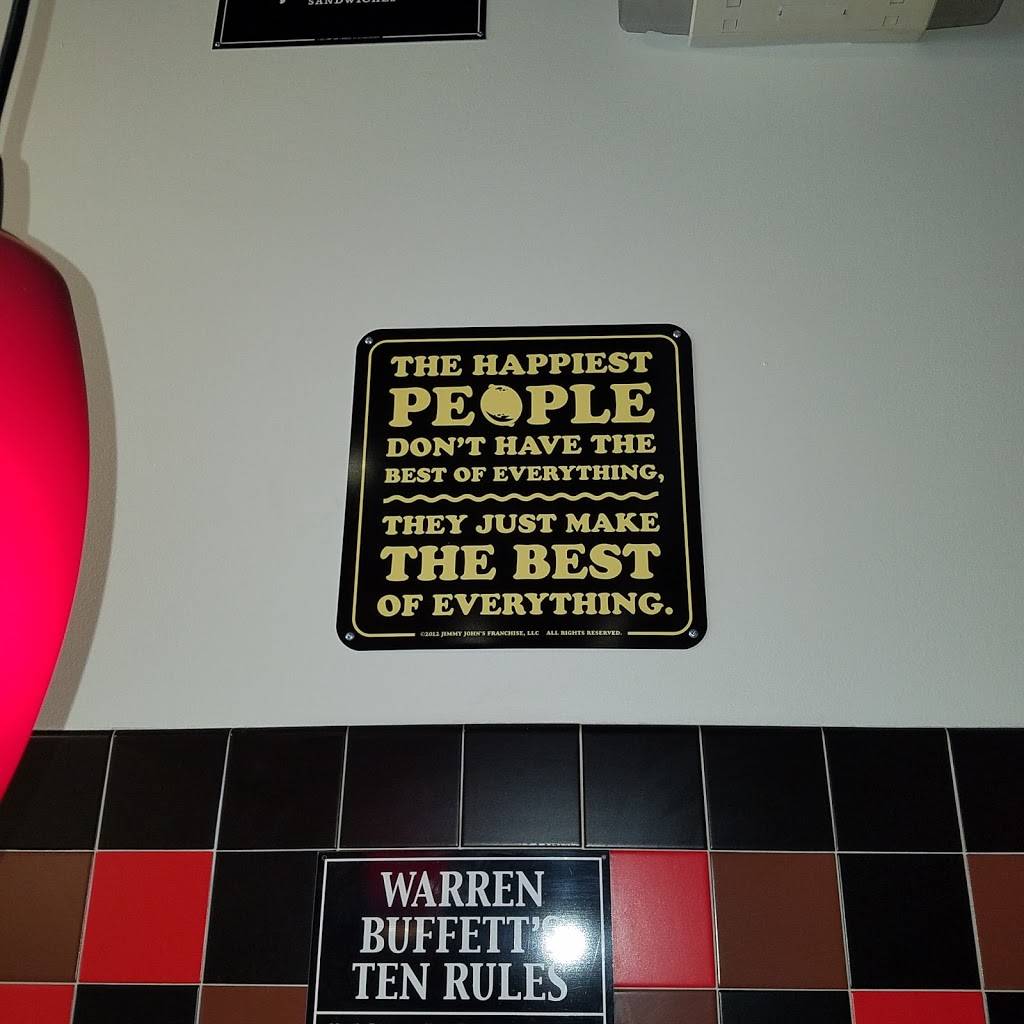 SANDWICHES
THE HAPPIEST
PEOPLE
DON'T HAVE THE
BEST OF EVERYTHING,
THEY JUST MAKE
THE BEST
OF EVERYTHING.
©2012 JIMMY JOHN'S FRANCHISE, LLC ALL RIGHTS RESERVED.
WARREN
BUFFETT'S
TEN RULES